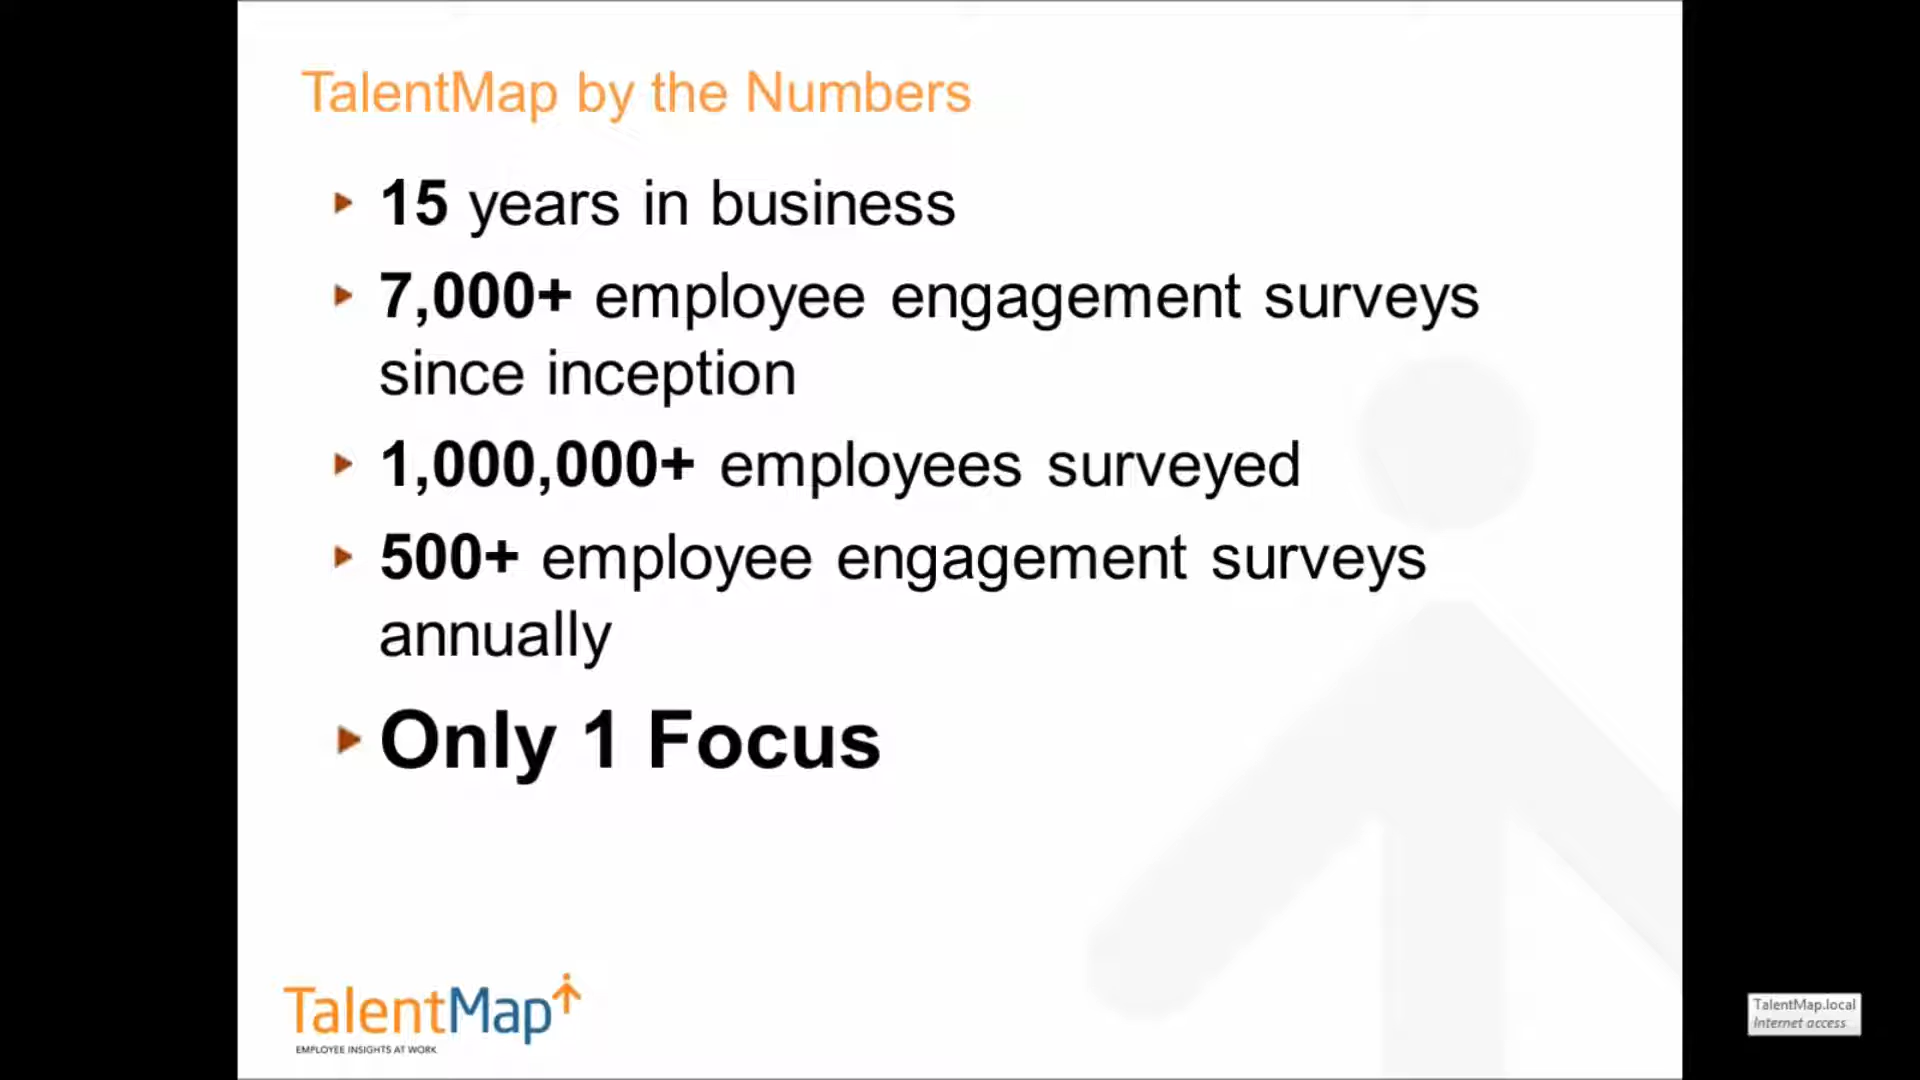 TalentMap by the Numbers
15 years in business
7,000+ employee engagement surveys
since inception
1,000,000+ employees surveyed
500+ employee engagement surveys
annually
Only 1 Focus
TalentMap
EMPLOYEE INSIGHTS AT WORK
TalentMap.local
Internet access